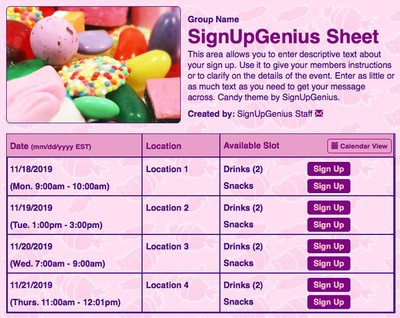 Group Name
SignUpGenius Sheet
This area allows you to enter descriptive text about
your sign up. Use it to give your members instructions
or to clarify on the details of the event. Enter as little or
as much text as you need to get your message
across. Candy theme by SignUpGenius.
Created by: SignUpGenius Staff
Date (mm/dd/yyyy EST) Location Available Slot Calendar View
11/18/2019 Location 1 Drinks (2) Sign Up
(Mon. 9:00am - 10:00am) Snacks Sign Up
11/19/2019 Location 2 Drinks (2) Sign Up
(Tue. 1:00pm - 3:00pm) Snacks Sign Up
11/20/2019 Location 3 Drinks (2) Sign Up
(Wed. 7:00am - 9:00am) Snacks Sign Up
11/21/2019 Location 4 Drinks (2) Sign Up
(Thurs. 11:00am - 12:01pm) Snacks Sign Up